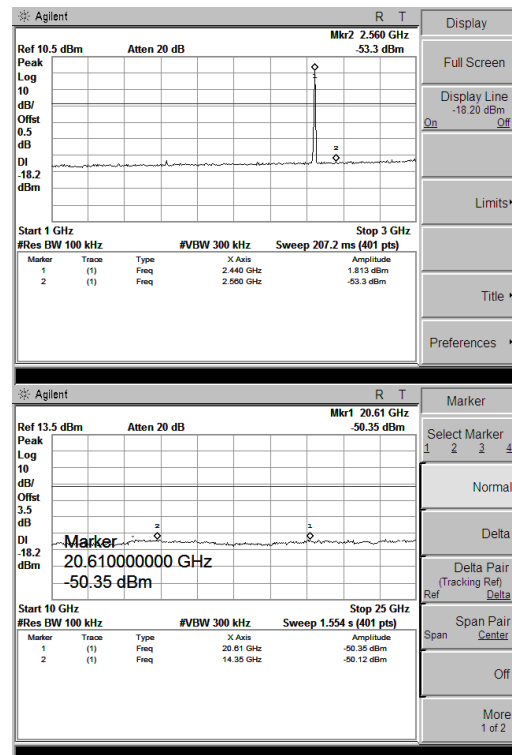 Agilent R T
Mkr2 2.560 GHz
Ref 10.5 dBm Atten 20 dB -53.3 dBm
Peak
Log
10
dB/
Offst
0.5
dB
DI
-18.2
dBm
1
2
Start 1 GHz Stop 3 GHz
#Res BW 100 kHz #VBW 300 kHz Sweep 207.2 ms (401 pts)
Marker Trace Type X Axis Amplitude
1 (1) Freq 2.440 GHz 1.813 dBm
2 (1) Freq 2.560 GHz -53.3 dBm
Display
Full Screen
Display Line
-18.20 dBm
On Off
Limits
Title
Preferences
Agilent R T
Mkr1 20.61 GHz
Ref 13.5 dBm Atten 20 dB -50.35 dBm
Peak
Log
10
dB/
Offst
3.5
dB
DI
-18.2
dBm
2
1
Marker
20.610000000 GHz
-50.35 dBm
Start 10 GHz Stop 25 GHz
#Res BW 100 kHz #VBW 300 kHz Sweep 1.554 s (401 pts)
Marker Trace Type X Axis Amplitude
1 (1) Freq 20.61 GHz -50.35 dBm
2 (1) Freq 14.35 GHz -50.12 dBm
Marker
Select Marker
1 2 3 4
Normal
Delta
Delta Pair
(Tracking Ref)
Ref Delta
Span Pair
Span Center
Off
More
1 of 2